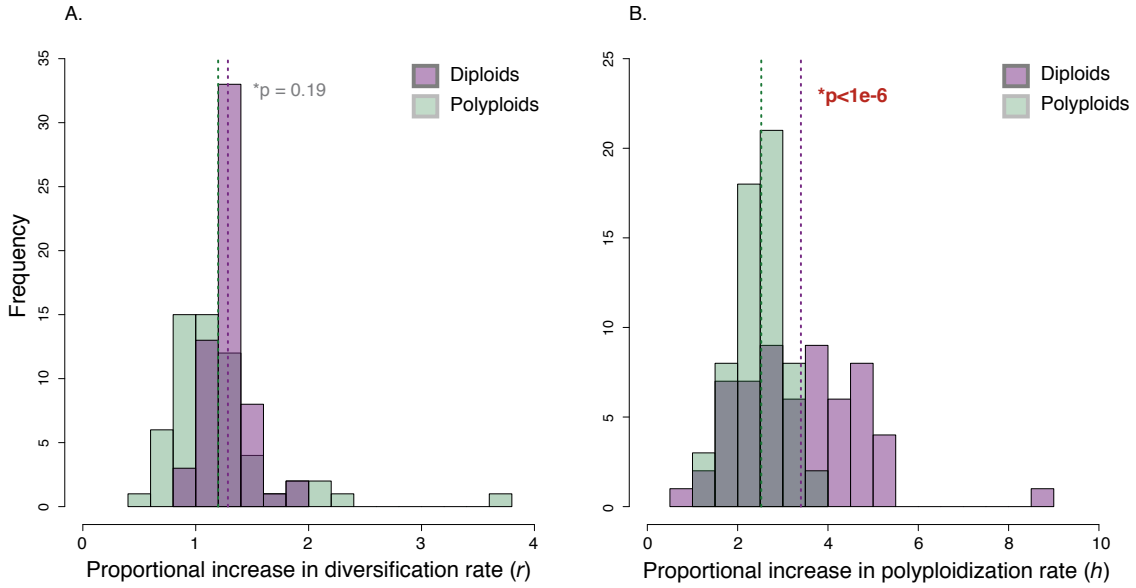 A.
Frequency
35
30
25
20
15
10
5
0
*p = 0.19
Diploids
Polyploids
0 1 2 3 4
Proportional increase in diversification rate (r)
B.
25
20
15
10
5
0
*p<1e-6
Diploids
Polyploids
0 2 4 6 8 10
Proportional increase in polyploidization rate (h)